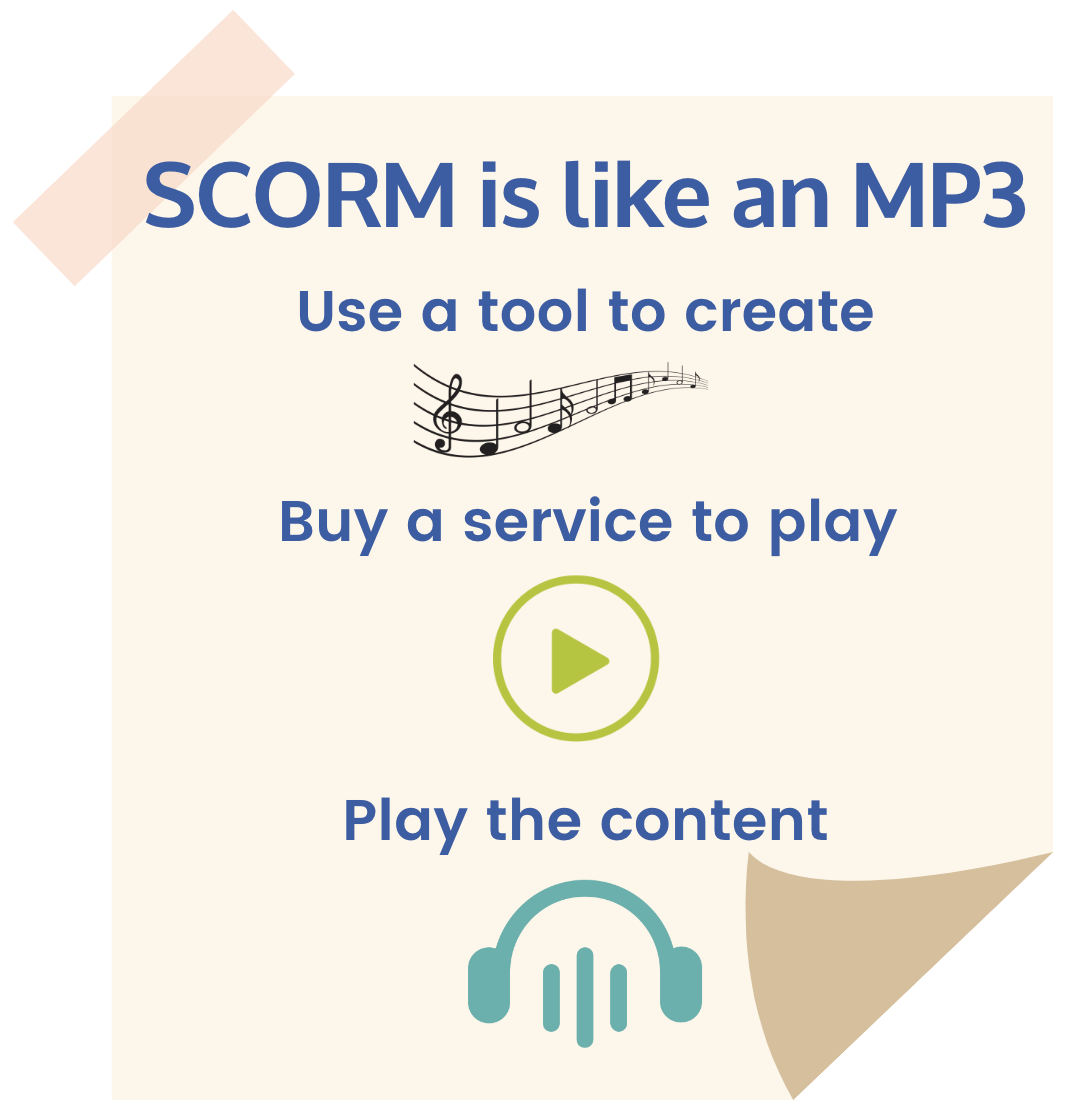 SCORM is like an MP3
Use a tool to create
Buy a service to play
Play the content